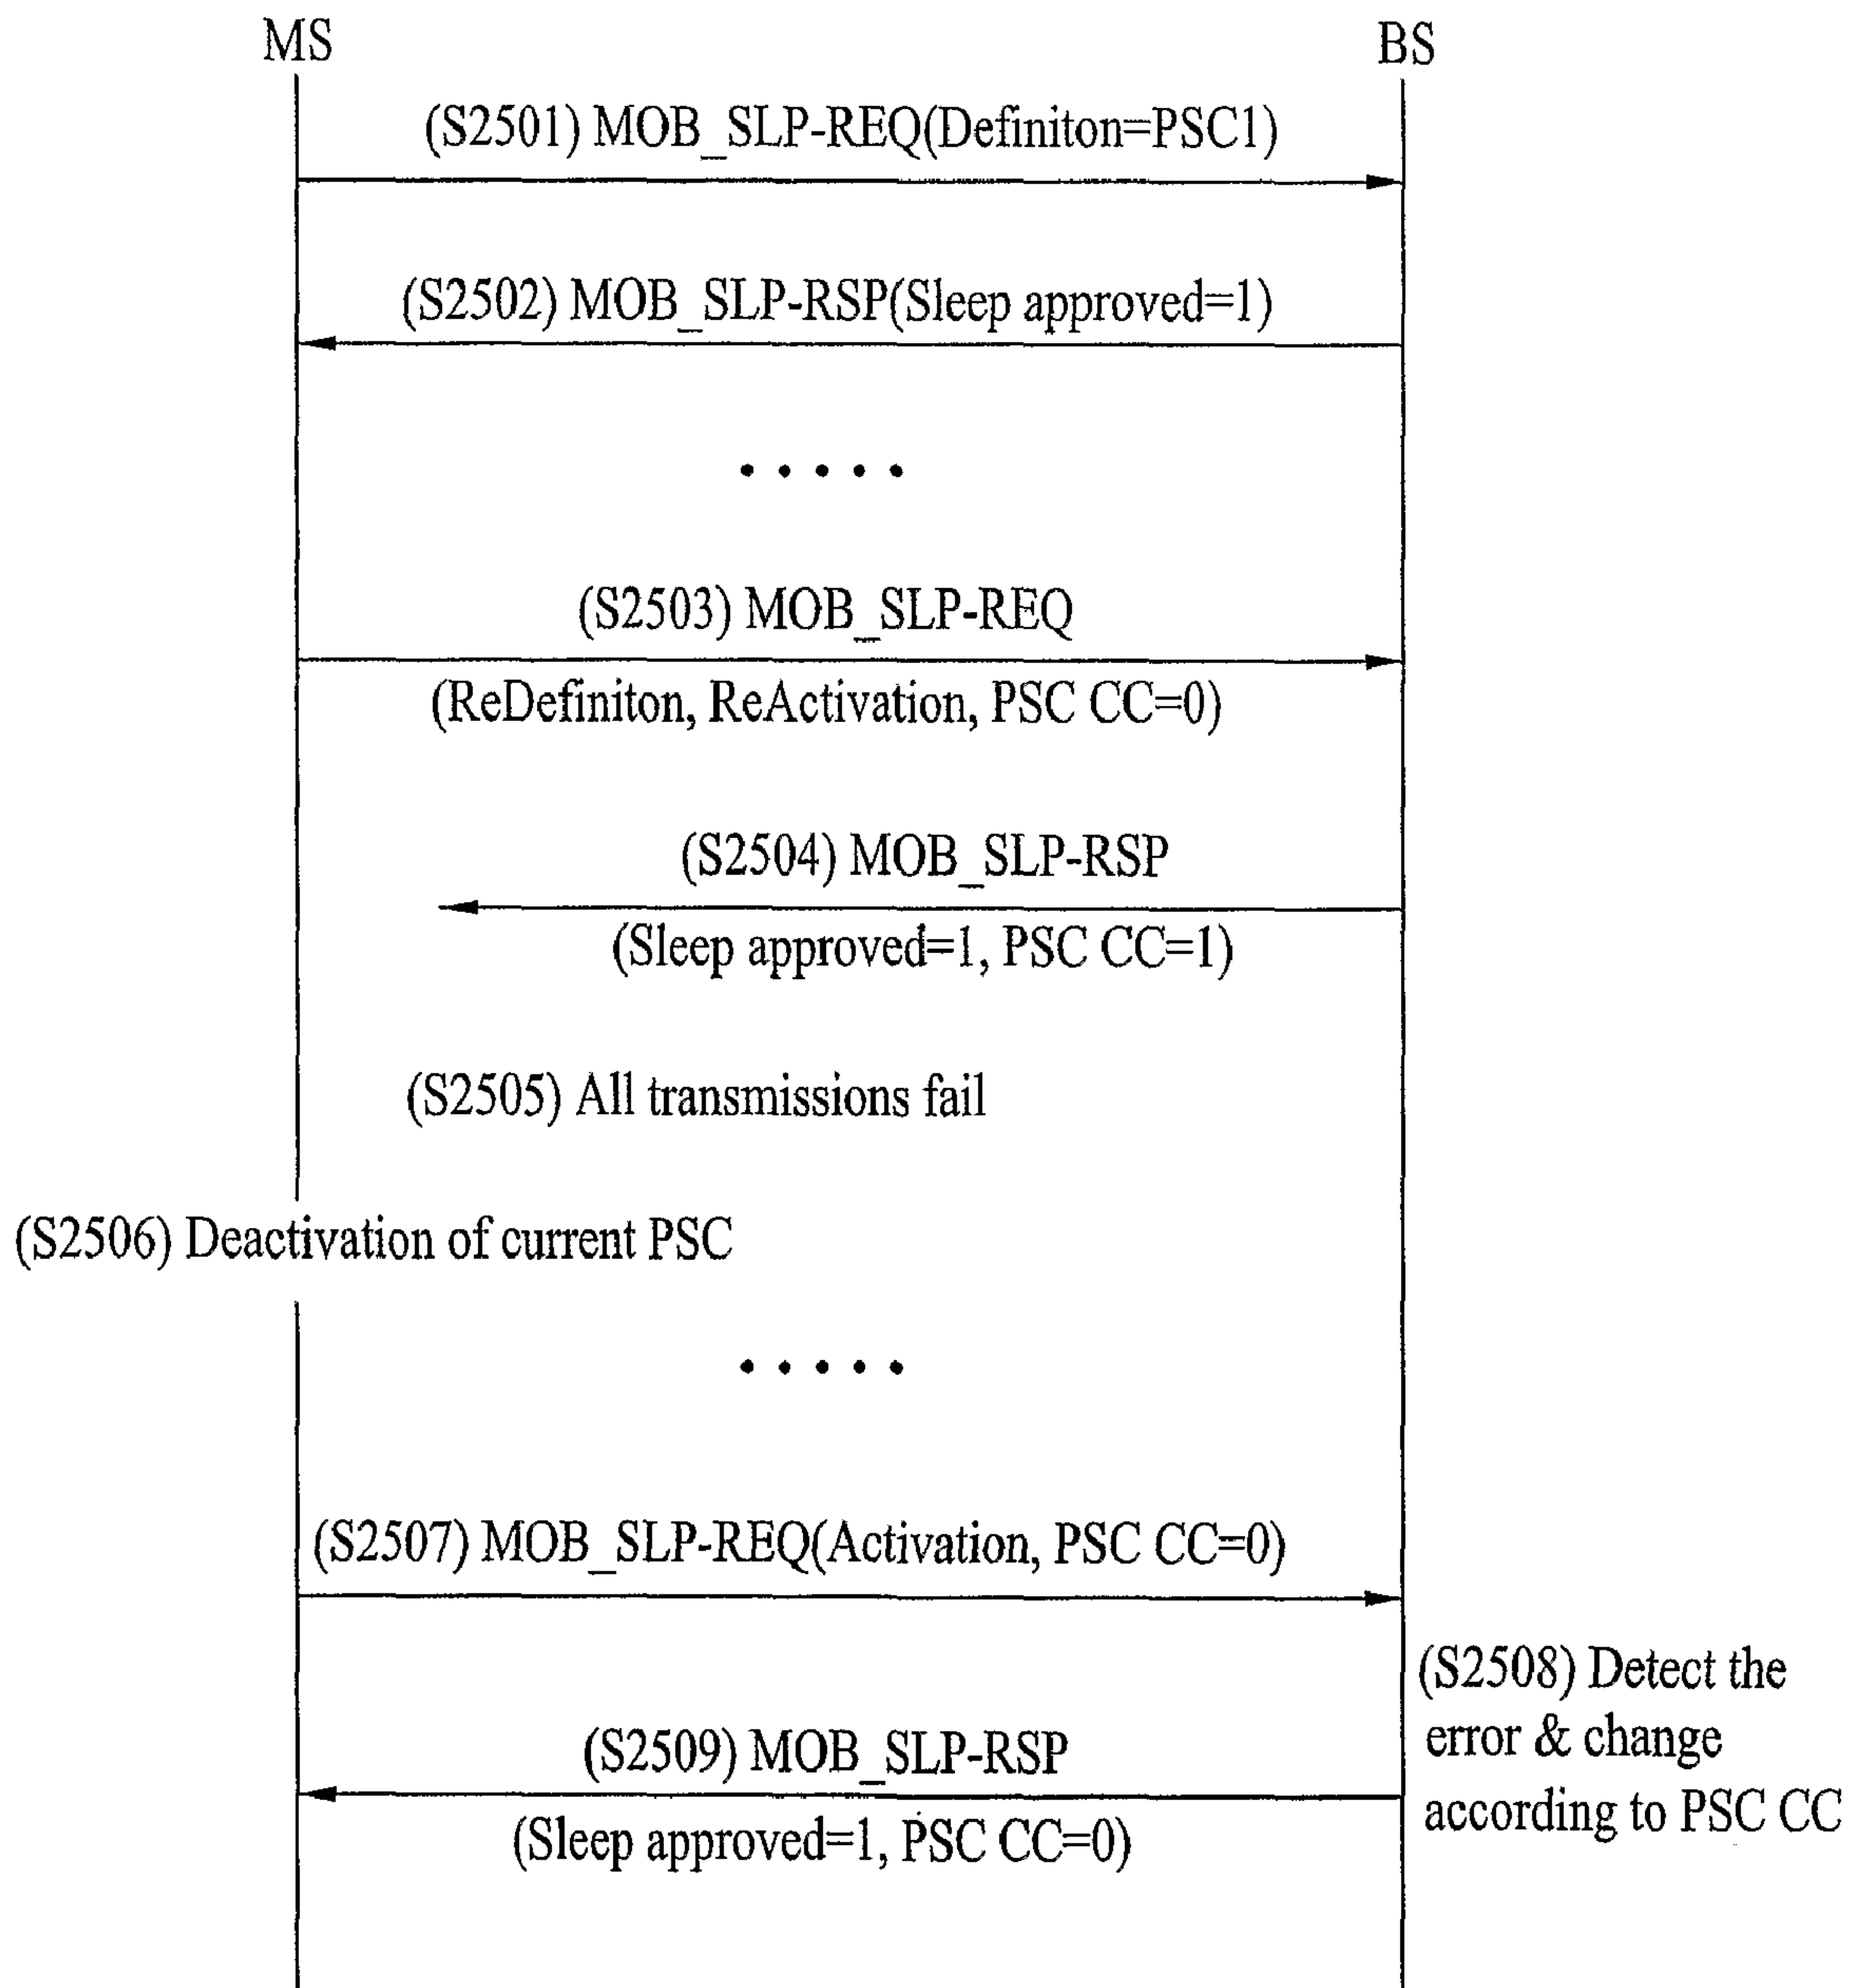 MS
BS
(S2501) MOB_SLP-REQ(Definiton=PSC1)
(S2502) MOB_SLP-RSP(Sleep approved=1)
(S2503) MOB_SLP-REQ
(ReDefiniton, ReActivation, PSC CC=0)
(S2504) MOB_SLP-RSP
(Sleep approved=1, PSC CC=1)
(S2505) All transmissions fail
(S2506) Deactivation of current PSC
(S2507) MOB_SLP-REQ(Activation, PSC CC=0)
(S2508) Detect the
error & change
according to PSC CC
(S2509) MOB_SLP-RSP
(Sleep approved=1, PSC CC=0)